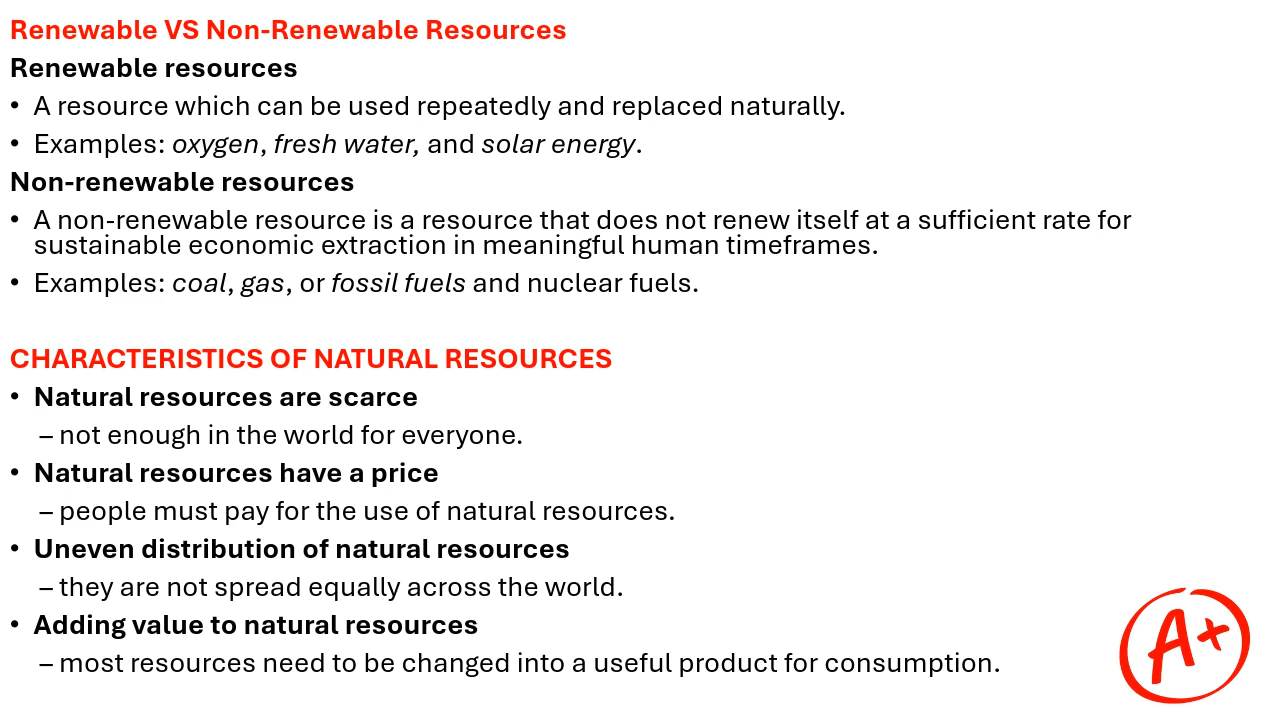 Renewable VS Non-Renewable Resources
Renewable resources
• A resource which can be used repeatedly and replaced naturally.
• Examples: oxygen, fresh water, and solar energy.
Non-renewable resources
• A non-renewable resource is a resource that does not renew itself at a sufficient rate for
sustainable economic extraction in meaningful human timeframes.
• Examples: coal, gas, or fossil fuels and nuclear fuels.
CHARACTERISTICS OF NATURAL RESOURCES
• Natural resources are scarce
– not enough in the world for everyone.
• Natural resources have a price
– people must pay for the use of natural resources.
• Uneven distribution of natural resources
– they are not spread equally across the world.
• Adding value to natural resources
– most resources need to be changed into a useful product for consumption.
A+